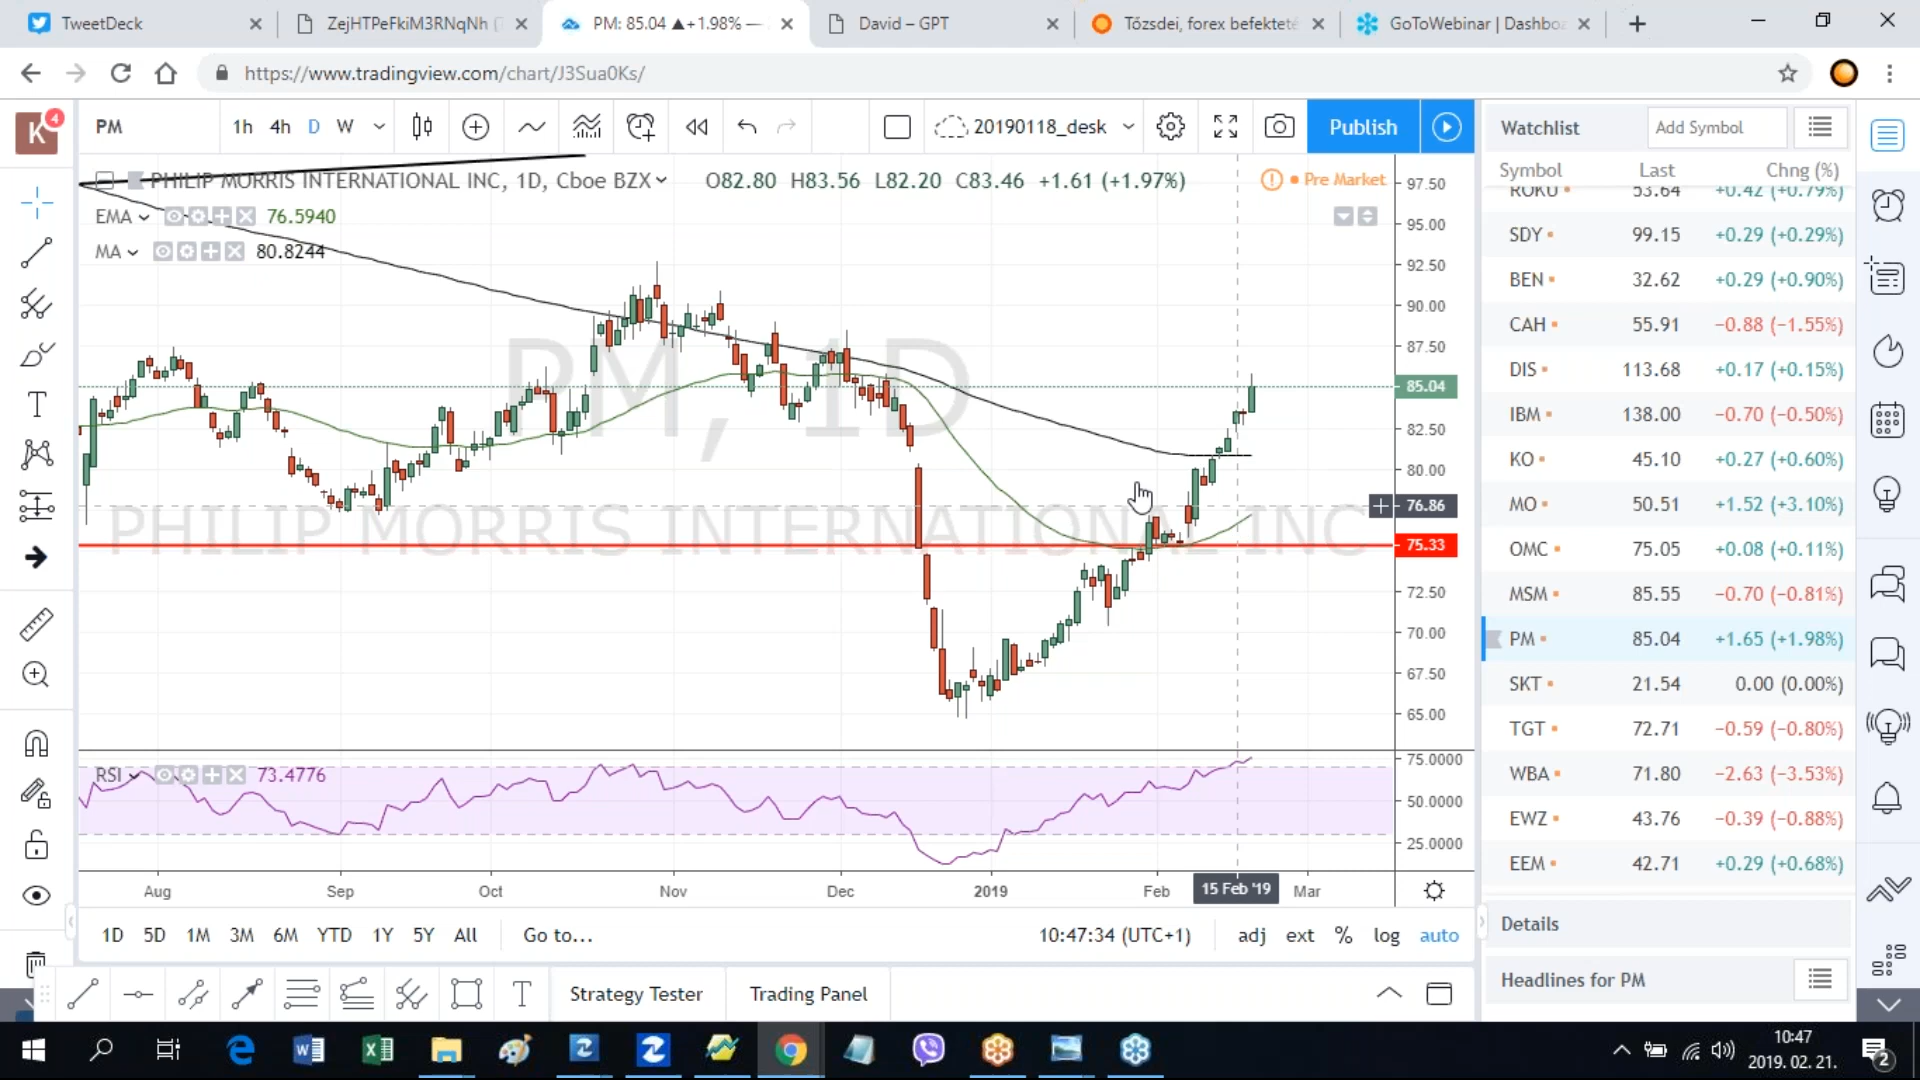 TweetDeck
ZejHTPeFkiM3RNqNh (
PM: 85.04 ▲+1.98% —
David – GPT
Tőzsdei, forex befekteté
GoToWebinar | Dashboa
https://www.tradingview.com/chart/J3Sua0Ks/
K 4
PM
1h 4h D W
20190118_desk
Publish
Watchlist
Add Symbol
Symbol Last Chng (%)
PHILIP MORRIS INTERNATIONAL INC, 1D, Cboe BZX
O82.80 H83.56 L82.20 C83.46 +1.61 (+1.97%)
Pre Market
EMA 76.5940
MA 80.8244
PM, 1D
PHILIP MORRIS INTERNATIONAL INC
97.50
95.00
92.50
90.00
87.50
85.04
82.50
80.00
76.86
75.33
72.50
70.00
67.50
65.00
RSI 73.4776
75.0000
50.0000
25.0000
Aug Sep Oct Nov Dec 2019 Feb 15 Feb '19 Mar
1D 5D 1M 3M 6M YTD 1Y 5Y All Go to...
10:47:34 (UTC+1) adj ext % log auto
Strategy Tester Trading Panel
ROKU 53.64 +0.42 (+0.79%)
SDY 99.15 +0.29 (+0.29%)
BEN 32.62 +0.29 (+0.90%)
CAH 55.91 −0.88 (−1.55%)
DIS 113.68 +0.17 (+0.15%)
IBM 138.00 −0.70 (−0.50%)
KO 45.10 +0.27 (+0.60%)
MO 50.51 +1.52 (+3.10%)
OMC 75.05 +0.08 (+0.11%)
MSM 85.55 −0.70 (−0.81%)
PM 85.04 +1.65 (+1.98%)
SKT 21.54 0.00 (0.00%)
TGT 72.71 −0.59 (−0.80%)
WBA 71.80 −2.63 (−3.53%)
EWZ 43.76 −0.39 (−0.88%)
EEM 42.71 +0.29 (+0.68%)
Details
Headlines for PM
10:47
2019. 02. 21.
2